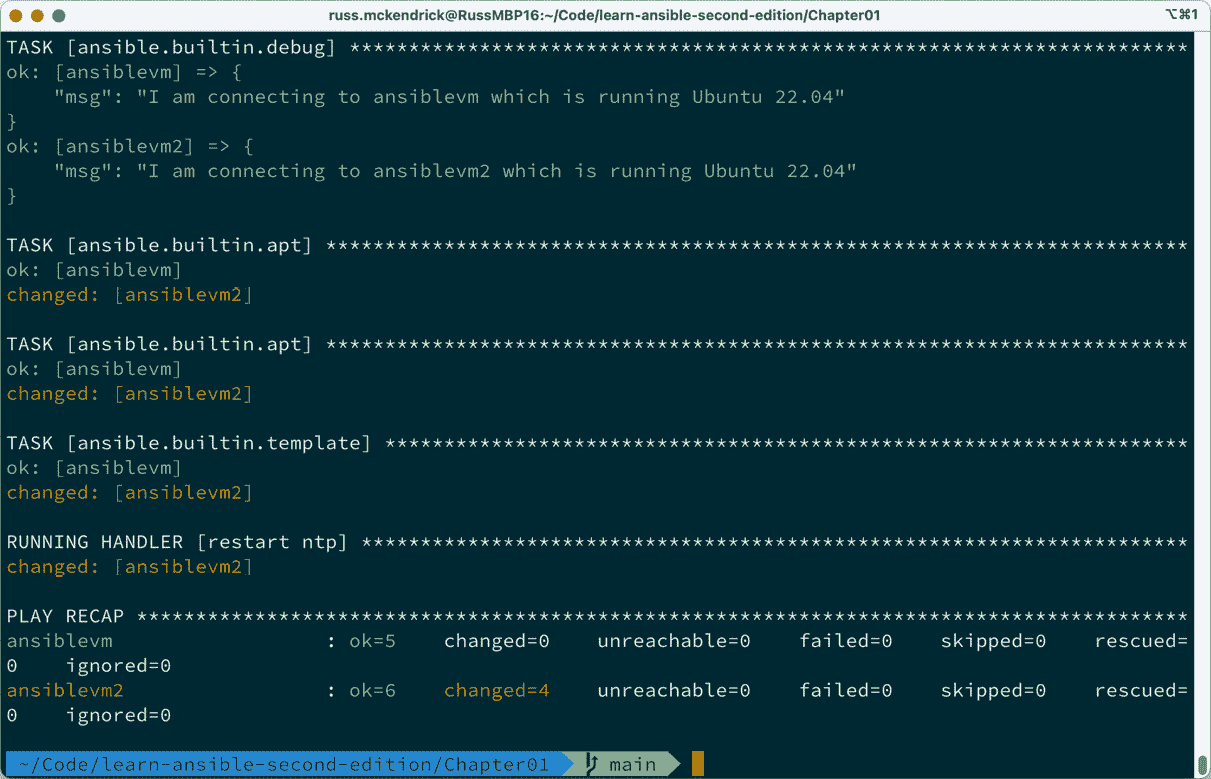 russ.mckendrick@RussMBP16:~/Code/learn-ansible-second-edition/Chapter01 ⌥⌘1
TASK [ansible.builtin.debug] ***********************************************************************
ok: [ansiblevm] => {
    "msg": "I am connecting to ansiblevm which is running Ubuntu 22.04"
}
ok: [ansiblevm2] => {
    "msg": "I am connecting to ansiblevm2 which is running Ubuntu 22.04"
}
TASK [ansible.builtin.apt] *************************************************************************
ok: [ansiblevm]
changed: [ansiblevm2]
TASK [ansible.builtin.apt] *************************************************************************
ok: [ansiblevm]
changed: [ansiblevm2]
TASK [ansible.builtin.template] ********************************************************************
ok: [ansiblevm]
changed: [ansiblevm2]
RUNNING HANDLER [restart ntp] **********************************************************************
changed: [ansiblevm2]
PLAY RECAP *****************************************************************************************
ansiblevm                  : ok=5    changed=0    unreachable=0    failed=0    skipped=0    rescued=
0    ignored=0
ansiblevm2                 : ok=6    changed=4    unreachable=0    failed=0    skipped=0    rescued=
0    ignored=0
~/Code/learn-ansible-second-edition/Chapter01 main